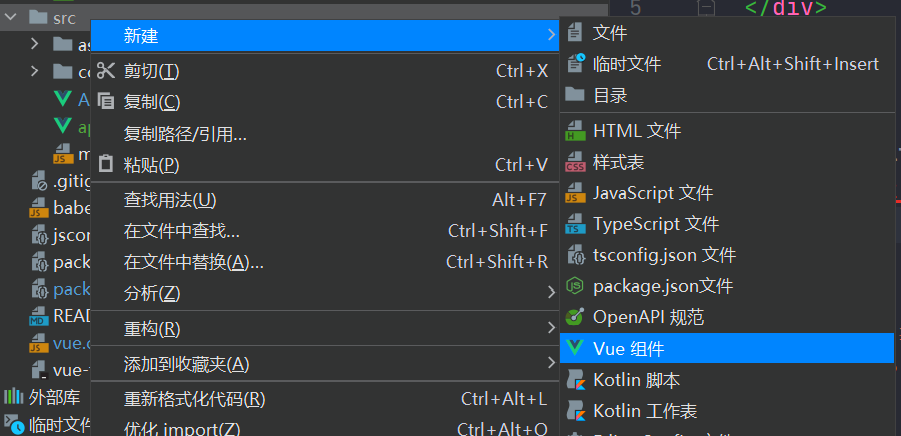 src
as
co
A
ap
m
.gitig
babe
jscon
pack
pack
READ
vue.c
vue-
外部库
临时文件
新建
剪切(T) Ctrl+X
复制(C) Ctrl+C
复制路径/引用...
粘贴(P) Ctrl+V
查找用法(U) Alt+F7
在文件中查找... Ctrl+Shift+F
在文件中替换(A)... Ctrl+Shift+R
分析(Z)
重构(R)
添加到收藏夹(A)
重新格式化代码(R) Ctrl+Alt+L
优化 import(Z) Ctrl+Alt+O
5 </div>
文件
临时文件 Ctrl+Alt+Shift+Insert
目录
HTML 文件
样式表
JavaScript 文件
TypeScript 文件
tsconfig.json 文件
package.json文件
OpenAPI 规范
Vue 组件
Kotlin 脚本
Kotlin 工作表